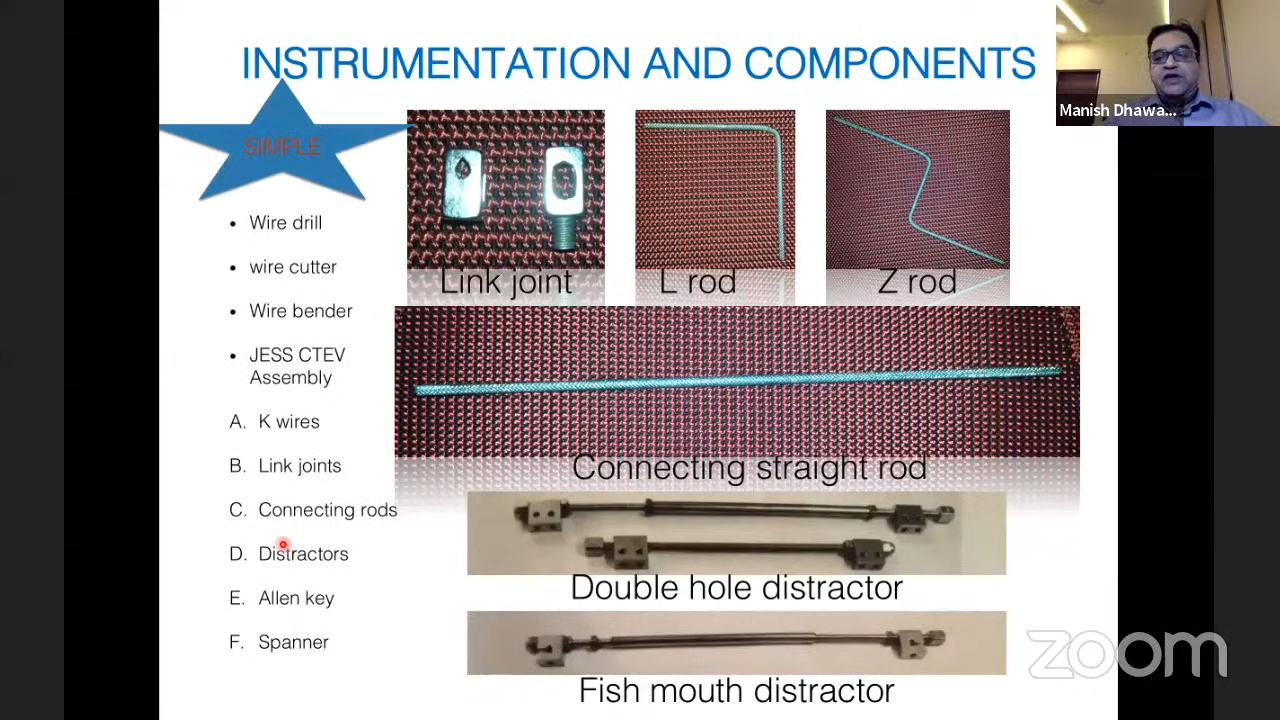 INSTRUMENTATION AND COMPONENTS
Manish Dhawa...
SIMPLE
• Wire drill
• wire cutter
• Wire bender
• JESS CTEV
Assembly
A. K wires
B. Link joints
C. Connecting rods
D. Distractors
E. Allen key
F. Spanner
Link joint
L rod
Z rod
Connecting straight rod
Double hole distractor
Fish mouth distractor
zoom